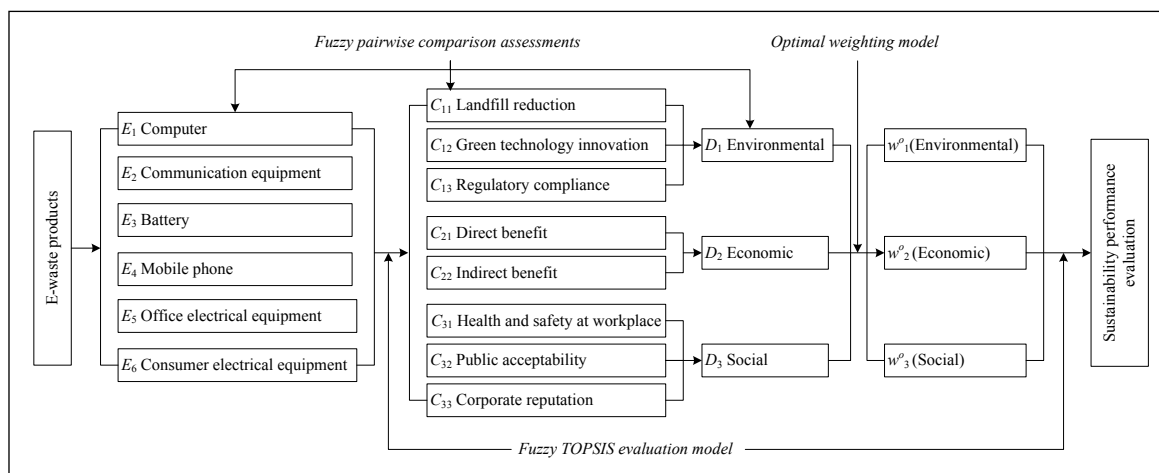 Fuzzy pairwise comparison assessments
Optimal weighting model
E-waste products
E1 Computer
E2 Communication equipment
E3 Battery
E4 Mobile phone
E5 Office electrical equipment
E6 Consumer electrical equipment
C11 Landfill reduction
C12 Green technology innovation
C13 Regulatory compliance
C21 Direct benefit
C22 Indirect benefit
C31 Health and safety at workplace
C32 Public acceptability
C33 Corporate reputation
D1 Environmental
D2 Economic
D3 Social
wo1(Environmental)
wo2(Economic)
wo3(Social)
Sustainability performance
evaluation
Fuzzy TOPSIS evaluation model